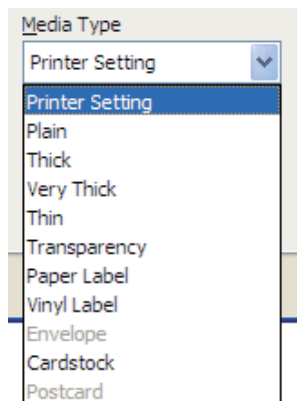 Media Type
Printer Setting
Printer Setting
Plain
Thick
Very Thick
Thin
Transparency
Paper Label
Vinyl Label
Envelope
Cardstock
Postcard